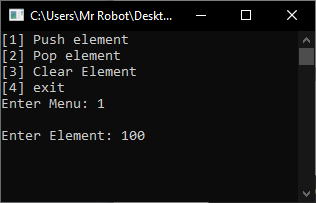 C:\Users\Mr Robot\Deskt...
[1] Push element
[2] Pop element
[3] Clear Element
[4] exit
Enter Menu: 1
Enter Element: 100